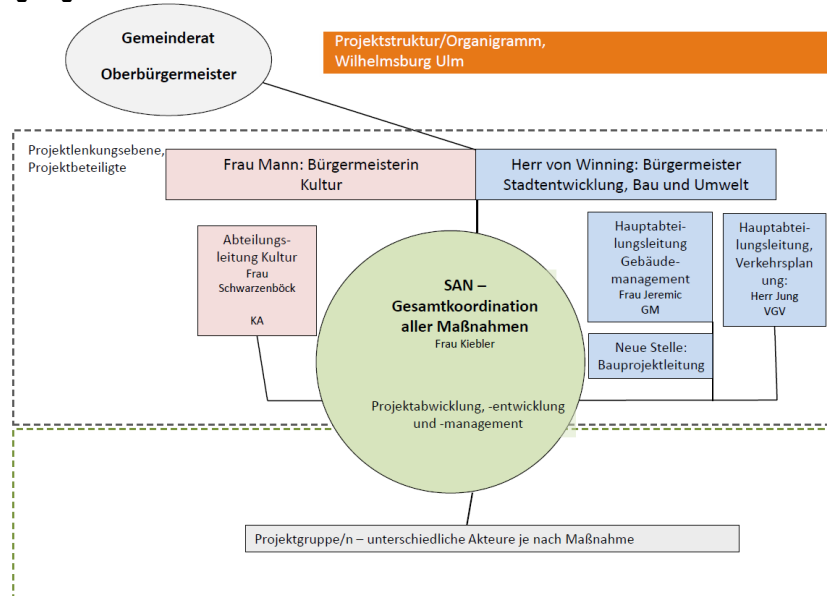 Gemeinderat
Oberbürgermeister
Projektstruktur/Organigramm,
Wilhelmsburg Ulm
Projektlenkungsebene,
Projektbeteiligte
Frau Mann: Bürgermeisterin
Kultur
Herr von Winning: Bürgermeister
Stadtentwicklung, Bau und Umwelt
Abteilungs-
leitung Kultur
Frau
Schwarzenböck
KA
SAN –
Gesamtkoordination
aller Maßnahmen
Frau Kiebler
Projektabwicklung, -entwicklung
und -management
Hauptabtei-
lungsleitung
Gebäude-
management
Frau Jeremic
GM
Neue Stelle:
Bauprojektleitung
Hauptabtei-
lungsleitung,
Verkehrsplan
ung:
Herr Jung
VGV
Projektgruppe/n – unterschiedliche Akteure je nach Maßnahme